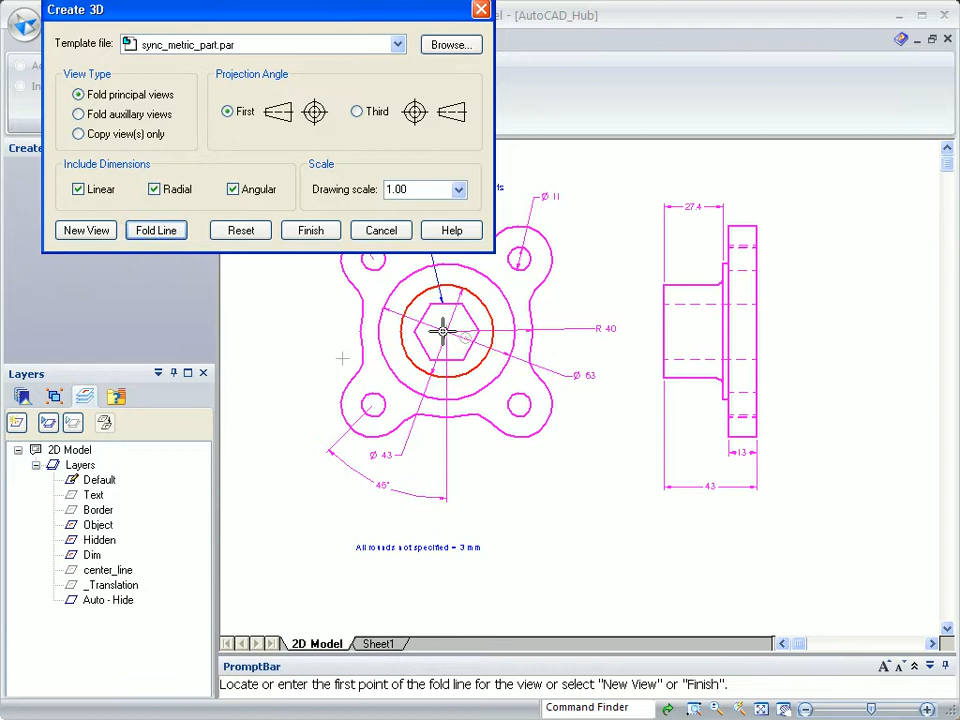 Create 3D
el - [AutoCAD_Hub]
Template file: sync_metric_part.par Browse...
View Type
Fold principal views
Fold auxillary views
Copy view(s) only
Projection Angle
First Third
Include Dimensions
Linear Radial Angular
Scale
Drawing scale: 1.00
New View Fold Line Reset Finish Cancel Help
Create
Ø 11
27.4
R 40
Ø 63
Ø 43
45°
13
43
All rounds not specified = 3 mm
Layers
2D Model
Layers
Default
Text
Border
Object
Hidden
Dim
center_line
_Translation
Auto - Hide
2D Model Sheet1
PromptBar
Locate or enter the first point of the fold line for the view or select "New View" or "Finish".
Command Finder